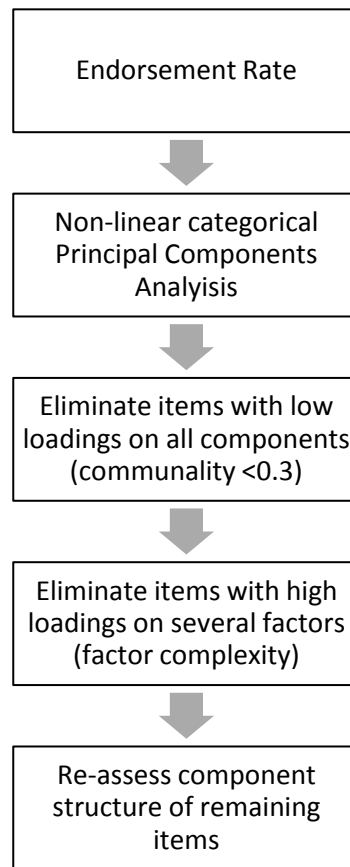 Endorsement Rate
Non-linear categorical
Principal Components
Analyisis
Eliminate items with low
loadings on all components
(communality <0.3)
Eliminate items with high
loadings on several factors
(factor complexity)
Re-assess component
structure of remaining
items